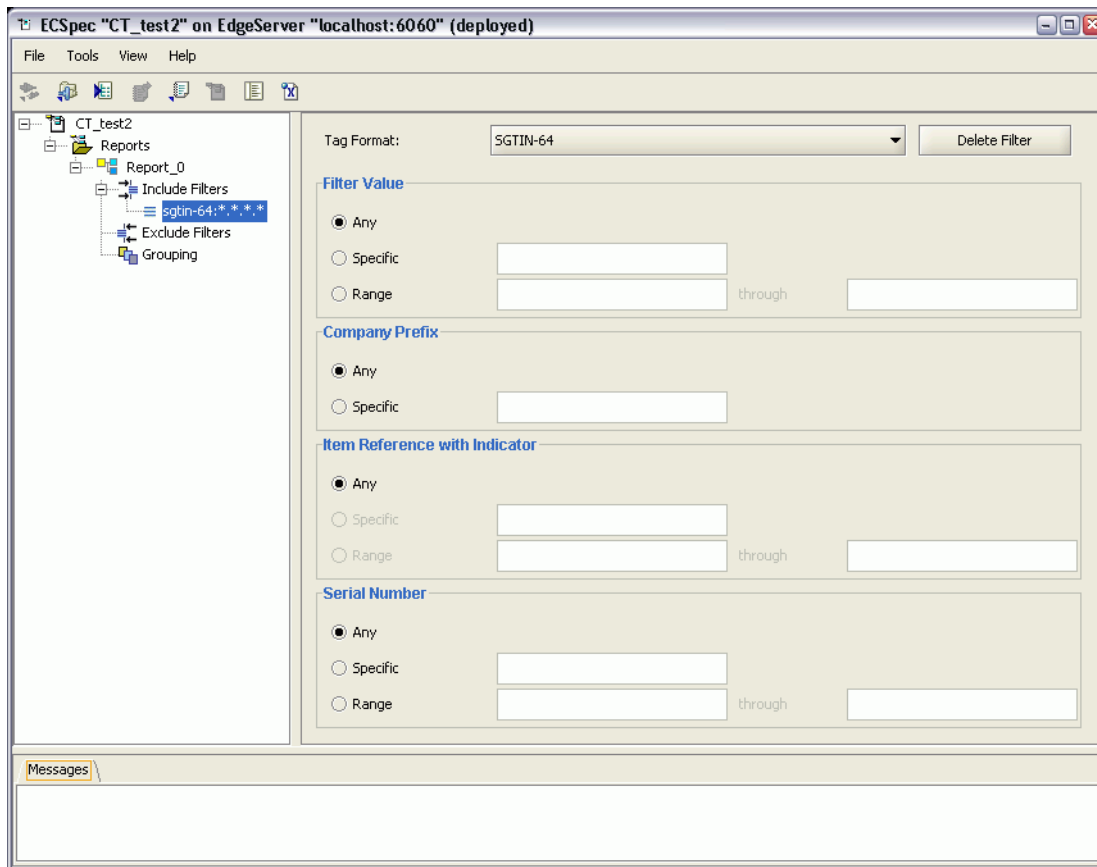 ECSpec "CT_test2" on EdgeServer "localhost:6060" (deployed)
File Tools View Help
CT_test2
Reports
Report_0
Include Filters
sgtin-64:*.*.*.*
Exclude Filters
Grouping
Tag Format: SGTIN-64 Delete Filter
Filter Value
Any
Specific
Range through
Company Prefix
Any
Specific
Item Reference with Indicator
Any
Specific
Range through
Serial Number
Any
Specific
Range through
Messages